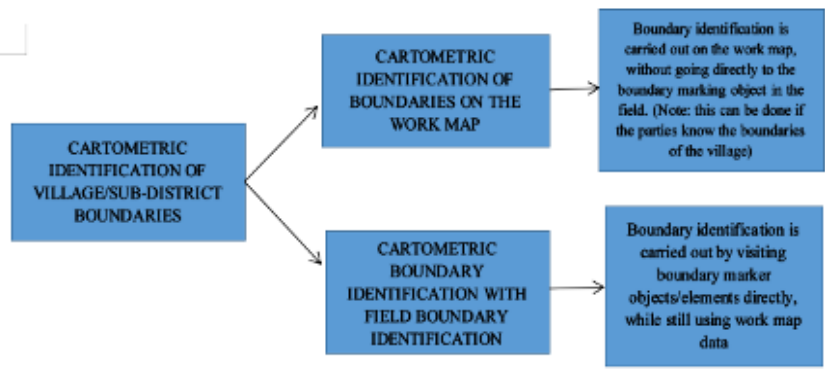 CARTOMETRIC
IDENTIFICATION OF
VILLAGE/SUB-DISTRICT
BOUNDARIES
CARTOMETRIC
IDENTIFICATION OF
BOUNDARIES ON THE
WORK MAP
Boundary identification is
carried out on the work map,
without going directly to the
boundary marking object in the
field. (Note: this can be done if
the parties know the boundaries
of the village)
CARTOMETRIC
BOUNDARY
IDENTIFICATION WITH
FIELD BOUNDARY
IDENTIFICATION
Boundary identification is
carried out by visiting
boundary marker
objects/elements directly,
while still using work map
data